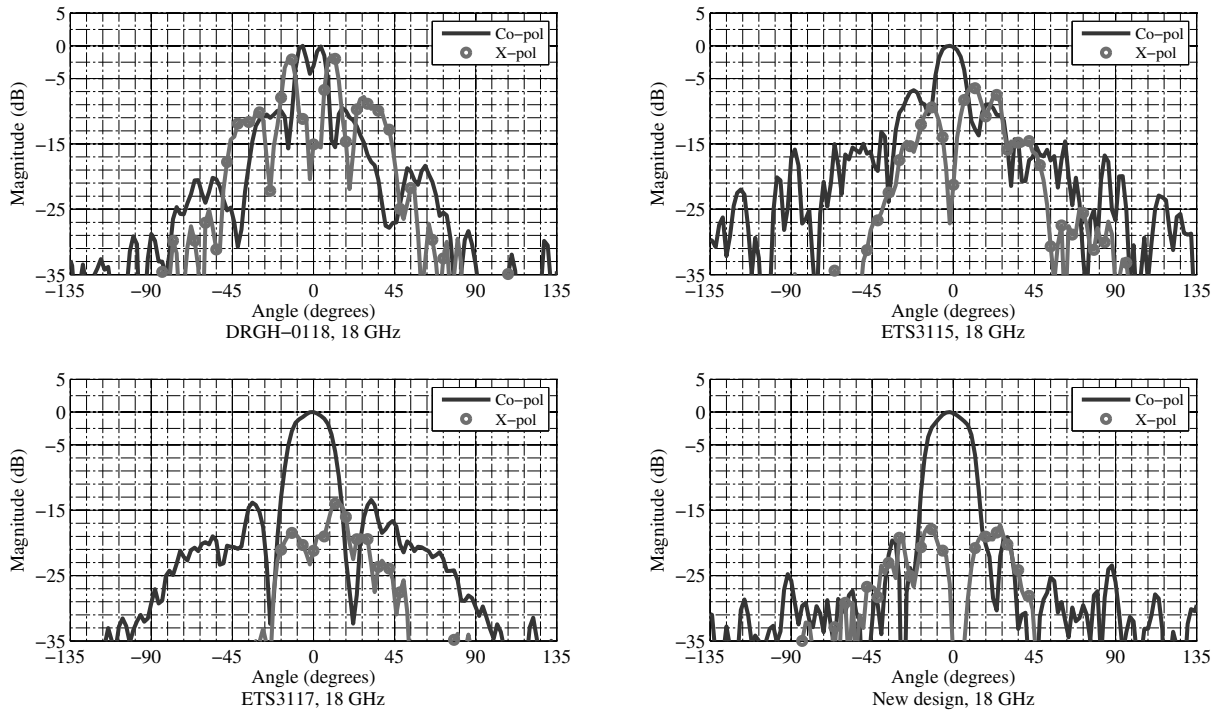 5
0
−5
−15
−25
−35
Magnitude (dB)
Co−pol
X−pol
−135 −90 −45 0 45 90 135
Angle (degrees)
DRGH−0118, 18 GHz
5
0
−5
−15
−25
−35
Magnitude (dB)
Co−pol
X−pol
−135 −90 −45 0 45 90 135
Angle (degrees)
ETS3115, 18 GHz
5
0
−5
−15
−25
−35
Magnitude (dB)
Co−pol
X−pol
−135 −90 −45 0 45 90 135
Angle (degrees)
ETS3117, 18 GHz
5
0
−5
−15
−25
−35
Magnitude (dB)
Co−pol
X−pol
−135 −90 −45 0 45 90 135
Angle (degrees)
New design, 18 GHz